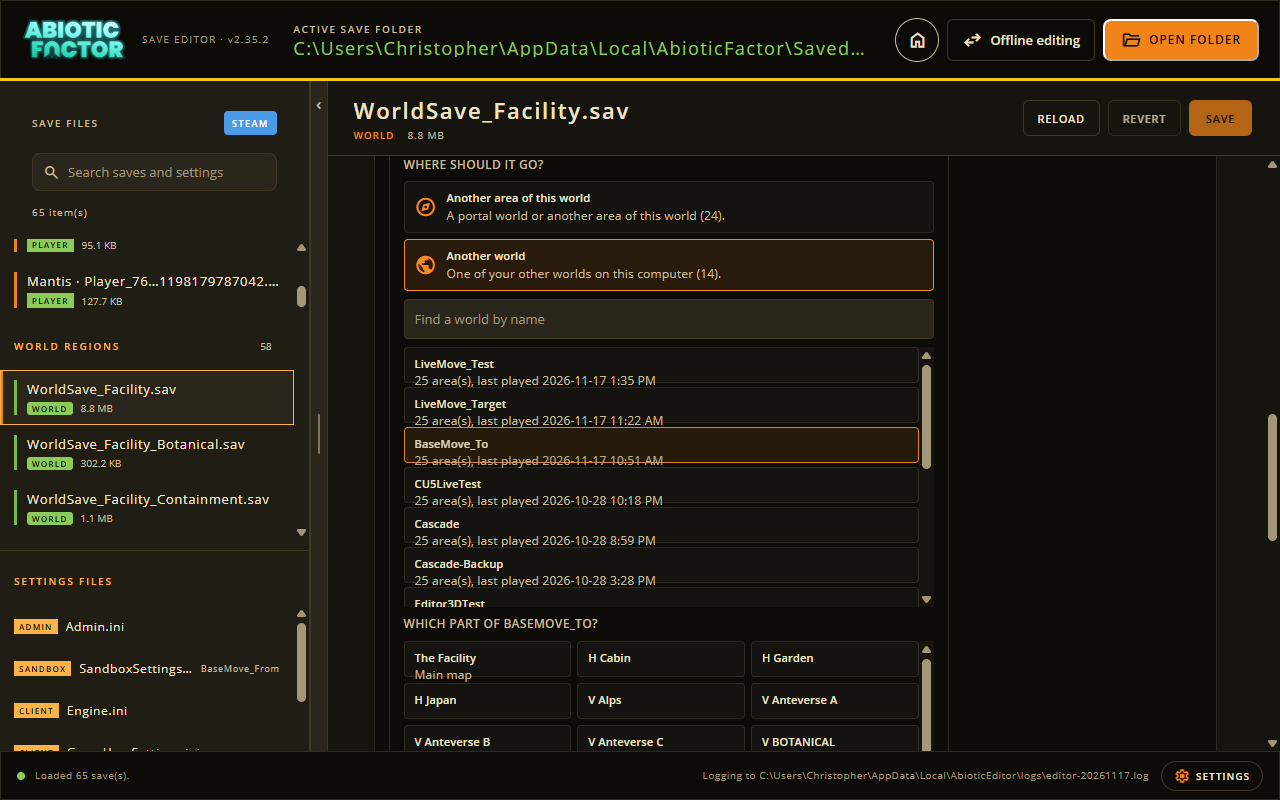 ABIOTIC FACTOR
SAVE EDITOR · v2.35.2
ACTIVE SAVE FOLDER
C:\Users\Christopher\AppData\Local\AbioticFactor\Saved…
Offline editing
OPEN FOLDER
SAVE FILES
STEAM
Search saves and settings
65 item(s)
PLAYER 95.1 KB
Mantis · Player_76…1198179787042.…
PLAYER 127.7 KB
WORLD REGIONS 58
WorldSave_Facility.sav
WORLD 8.8 MB
WorldSave_Facility_Botanical.sav
WORLD 302.2 KB
WorldSave_Facility_Containment.sav
WORLD 1.1 MB
SETTINGS FILES
ADMIN Admin.ini
SANDBOX SandboxSettings… BaseMove_From
CLIENT Engine.ini
WorldSave_Facility.sav
WORLD 8.8 MB
RELOAD
REVERT
SAVE
WHERE SHOULD IT GO?
Another area of this world
A portal world or another area of this world (24).
Another world
One of your other worlds on this computer (14).
Find a world by name
LiveMove_Test
25 area(s), last played 2026-11-17 1:35 PM
LiveMove_Target
25 area(s), last played 2026-11-17 11:22 AM
BaseMove_To
25 area(s), last played 2026-11-17 10:51 AM
CU5LiveTest
25 area(s), last played 2026-10-28 10:18 PM
Cascade
25 area(s), last played 2026-10-28 8:59 PM
Cascade-Backup
25 area(s), last played 2026-10-28 3:28 PM
Editor3DTest
WHICH PART OF BASEMOVE_TO?
The Facility
Main map
H Cabin
H Garden
H Japan
V Alps
V Anteverse A
V Anteverse B
V Anteverse C
V BOTANICAL
Loaded 65 save(s).
Logging to C:\Users\Christopher\AppData\Local\AbioticEditor\logs\editor-20261117.log
SETTINGS